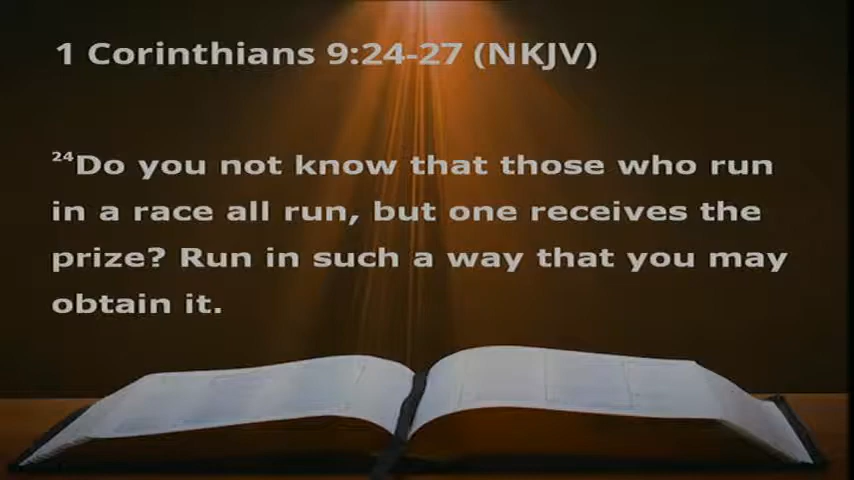 1 Corinthians 9:24-27 (NKJV)
24Do you not know that those who run
in a race all run, but one receives the
prize? Run in such a way that you may
obtain it.